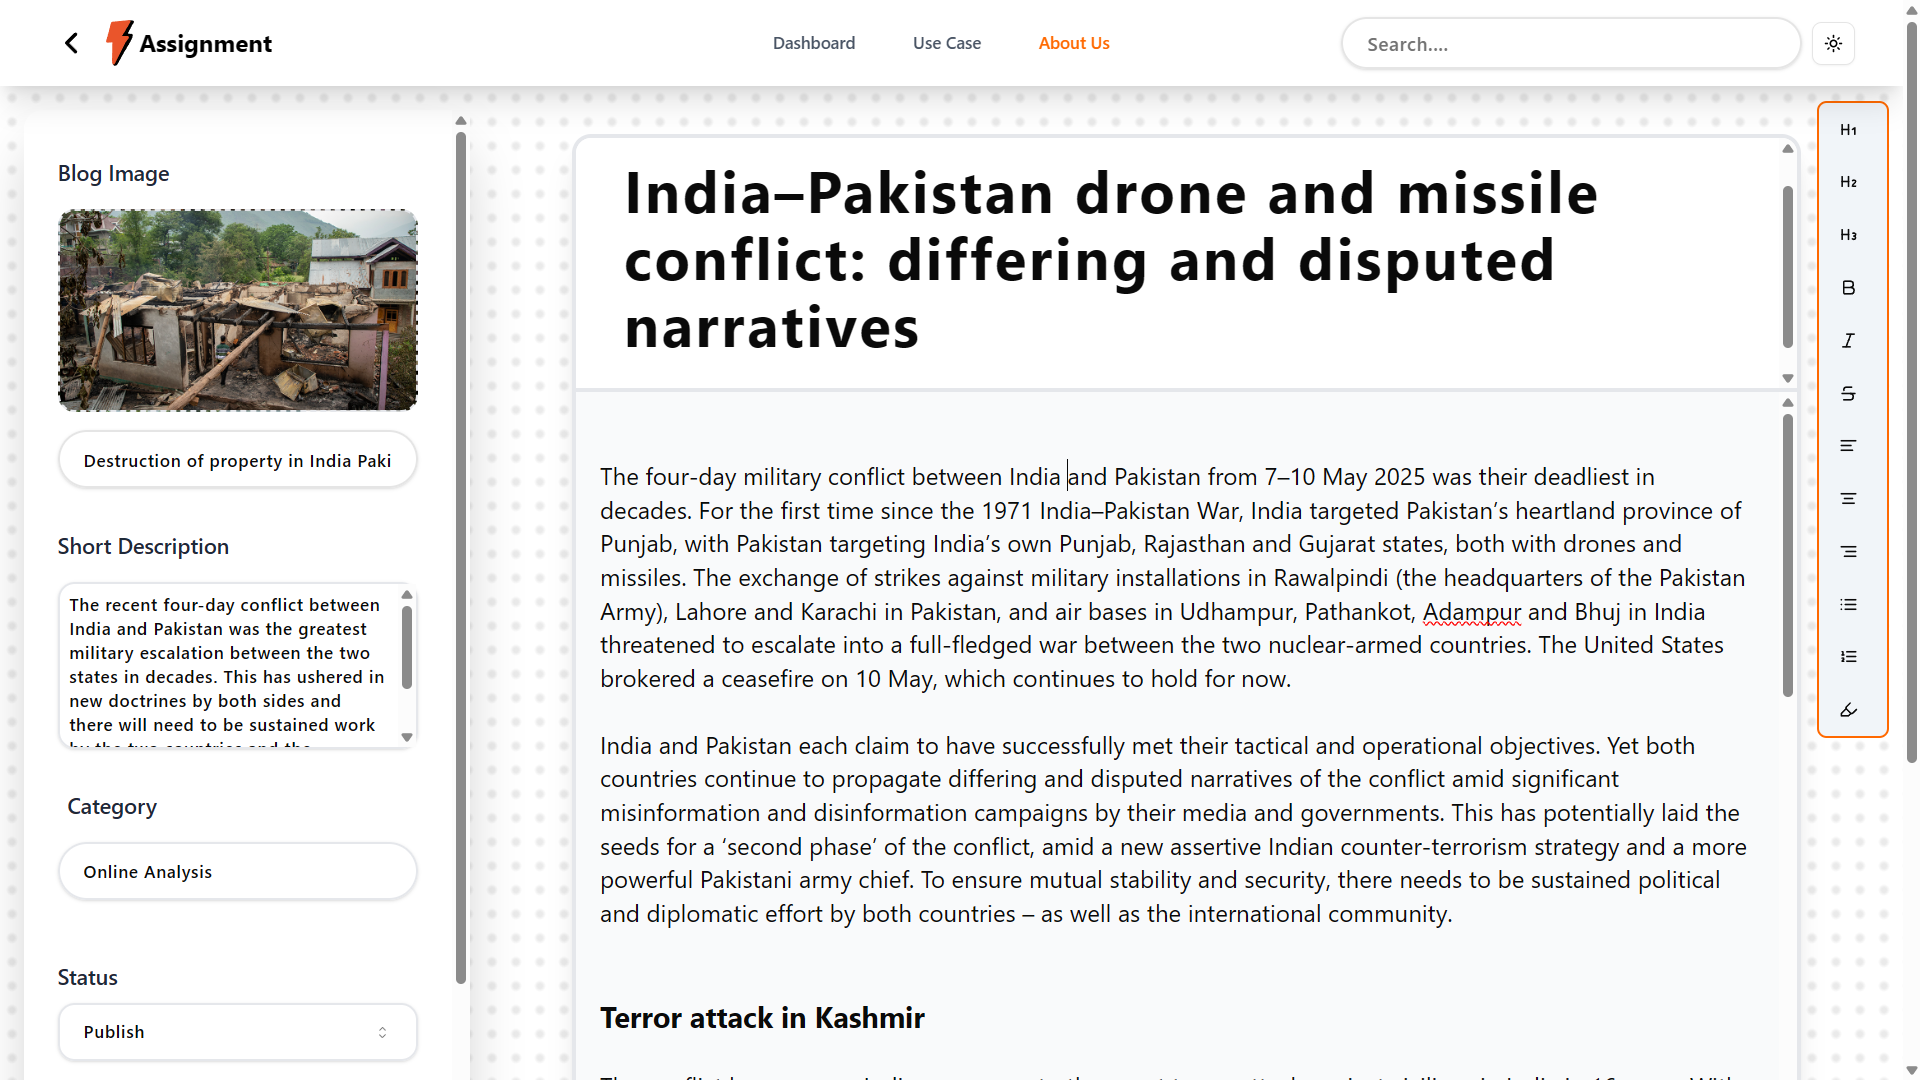 Assignment
Dashboard
Use Case
About Us
Search....
Blog Image
Destruction of property in India Paki
Short Description
The recent four-day conflict between
India and Pakistan was the greatest
military escalation between the two
states in decades. This has ushered in
new doctrines by both sides and
there will need to be sustained work
by the two countries and the
Category
Online Analysis
Status
Publish
India–Pakistan drone and missile
conflict: differing and disputed
narratives
The four-day military conflict between India and Pakistan from 7–10 May 2025 was their deadliest in
decades. For the first time since the 1971 India–Pakistan War, India targeted Pakistan’s heartland province of
Punjab, with Pakistan targeting India’s own Punjab, Rajasthan and Gujarat states, both with drones and
missiles. The exchange of strikes against military installations in Rawalpindi (the headquarters of the Pakistan
Army), Lahore and Karachi in Pakistan, and air bases in Udhampur, Pathankot, Adampur and Bhuj in India
threatened to escalate into a full-fledged war between the two nuclear-armed countries. The United States
brokered a ceasefire on 10 May, which continues to hold for now.
India and Pakistan each claim to have successfully met their tactical and operational objectives. Yet both
countries continue to propagate differing and disputed narratives of the conflict amid significant
misinformation and disinformation campaigns by their media and governments. This has potentially laid the
seeds for a ‘second phase’ of the conflict, amid a new assertive Indian counter-terrorism strategy and a more
powerful Pakistani army chief. To ensure mutual stability and security, there needs to be sustained political
and diplomatic effort by both countries – as well as the international community.
Terror attack in Kashmir
H1
H2
H3
B
I
S